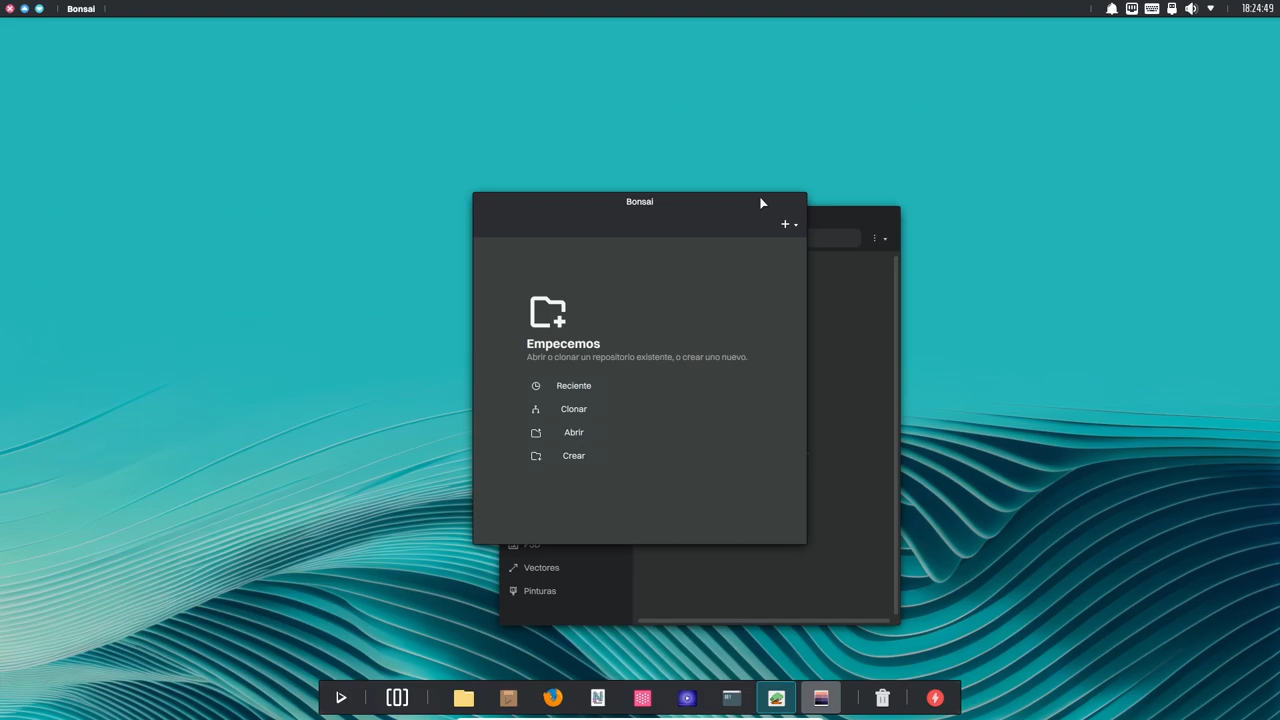 Bonsai
18:24:49
Bonsai
Empecemos
Abrir o clonar un repositorio existente, o crear uno nuevo.
Reciente
Clonar
Abrir
Crear
Vectores
Pinturas